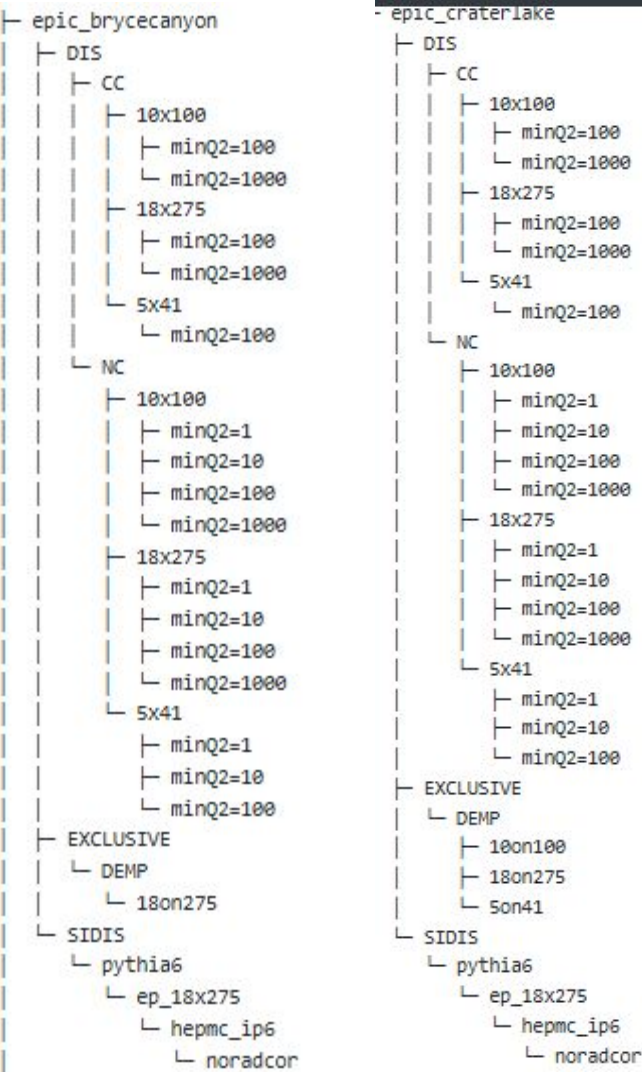 epic_brycecanyon
DIS
CC
10x100
minQ2=100
minQ2=1000
18x275
minQ2=100
minQ2=1000
5x41
minQ2=100
NC
10x100
minQ2=1
minQ2=10
minQ2=100
minQ2=1000
18x275
minQ2=1
minQ2=10
minQ2=100
minQ2=1000
5x41
minQ2=1
minQ2=10
minQ2=100
EXCLUSIVE
DEMP
18on275
SIDIS
pythia6
ep_18x275
hepmc_ip6
noradcor
epic_craterlake
DIS
CC
10x100
minQ2=100
minQ2=1000
18x275
minQ2=100
minQ2=1000
5x41
minQ2=100
NC
10x100
minQ2=1
minQ2=10
minQ2=100
minQ2=1000
18x275
minQ2=1
minQ2=10
minQ2=100
minQ2=1000
5x41
minQ2=1
minQ2=10
minQ2=100
EXCLUSIVE
DEMP
10on100
18on275
5on41
SIDIS
pythia6
ep_18x275
hepmc_ip6
noradcor